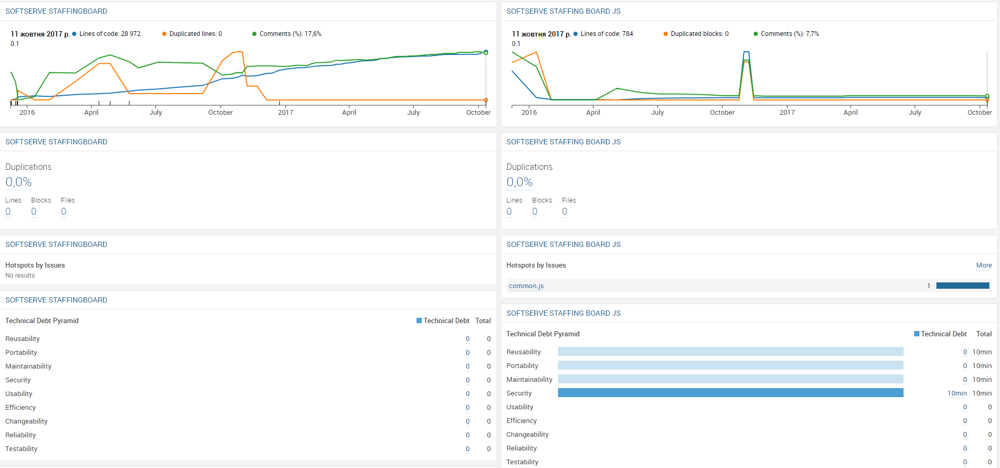 SOFTSERVE STAFFINGBOARD
11 жовтня 2017 р. Lines of code: 28 972 Duplicated lines: 0 Comments (%): 17,6%
0.1
2016 April July October 2017 April July October
SOFTSERVE STAFFINGBOARD
Duplications
0,0%
Lines Blocks Files
0 0 0
SOFTSERVE STAFFINGBOARD
Hotspots by Issues
No results
SOFTSERVE STAFFINGBOARD
Technical Debt Pyramid Technical Debt Total
Reusability 0 0
Portability 0 0
Maintainability 0 0
Security 0 0
Usability 0 0
Efficiency 0 0
Changeability 0 0
Reliability 0 0
Testability 0 0
SOFTSERVE STAFFING BOARD JS
11 жовтня 2017 р. Lines of code: 784 Duplicated blocks: 0 Comments (%): 7,7%
0.1
2016 April July October 2017 April July October
SOFTSERVE STAFFING BOARD JS
Duplications
0,0%
Lines Blocks Files
0 0 0
SOFTSERVE STAFFING BOARD JS
Hotspots by Issues More
common.js 1
SOFTSERVE STAFFING BOARD JS
Technical Debt Pyramid Technical Debt Total
Reusability 0 10min
Portability 0 10min
Maintainability 0 10min
Security 10min 10min
Usability 0 0
Efficiency 0 0
Changeability 0 0
Reliability 0 0
Testability 0 0